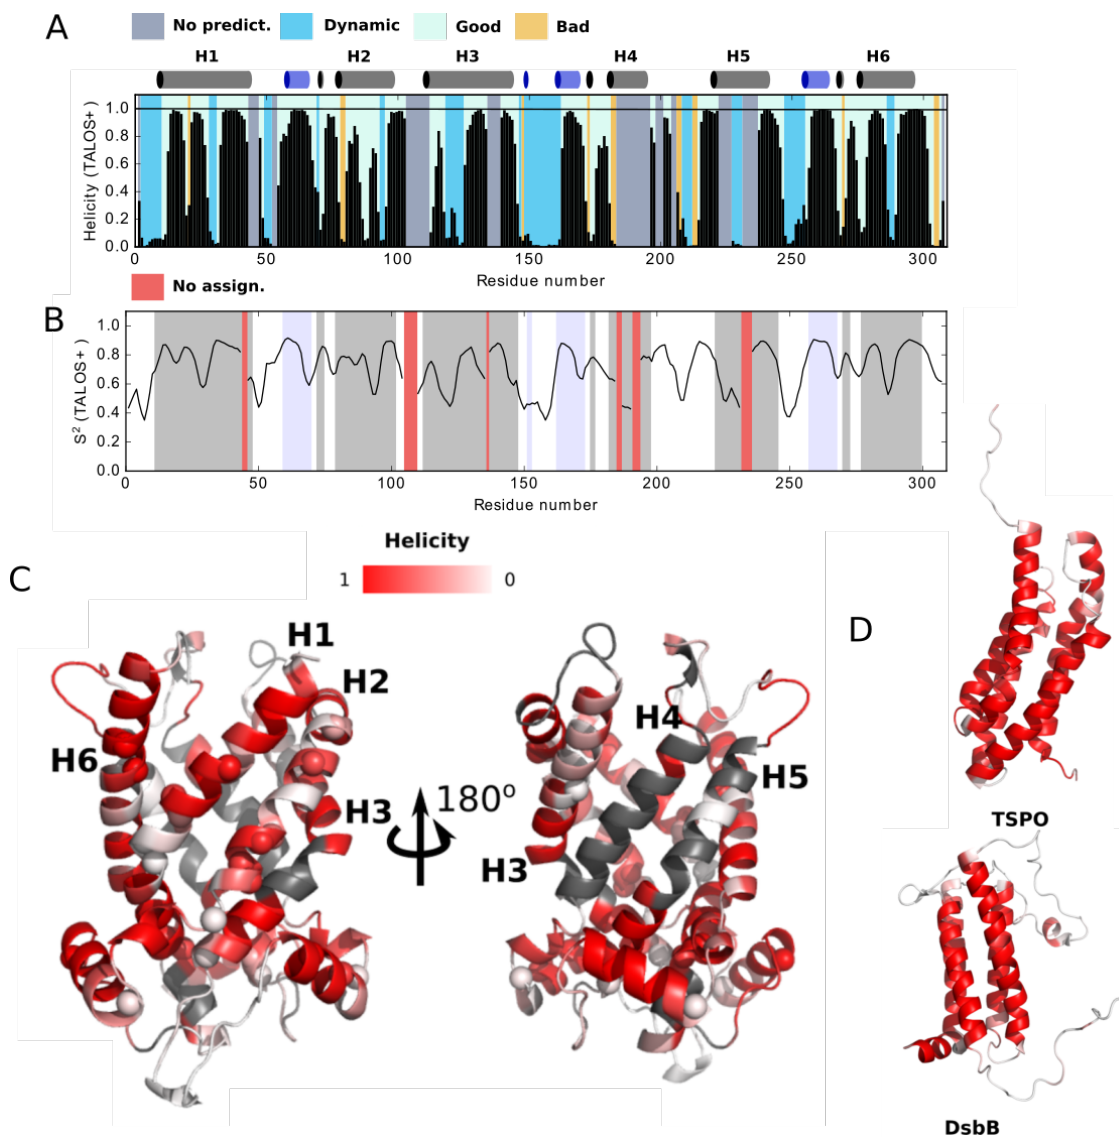 A
No predict.
Dynamic
Good
Bad
H1
H2
H3
H4
H5
H6
Helicity (TALOS+)
1.0
0.8
0.6
0.4
0.2
0.0
0
50
100
150
200
250
300
Residue number
No assign.
B
S² (TALOS+)
1.0
0.8
0.6
0.4
0.2
0.0
0
50
100
150
200
250
300
Residue number
Helicity
1
0
C
H1
H2
H6
H3
180°
H4
H5
H3
D
TSPO
DsbB